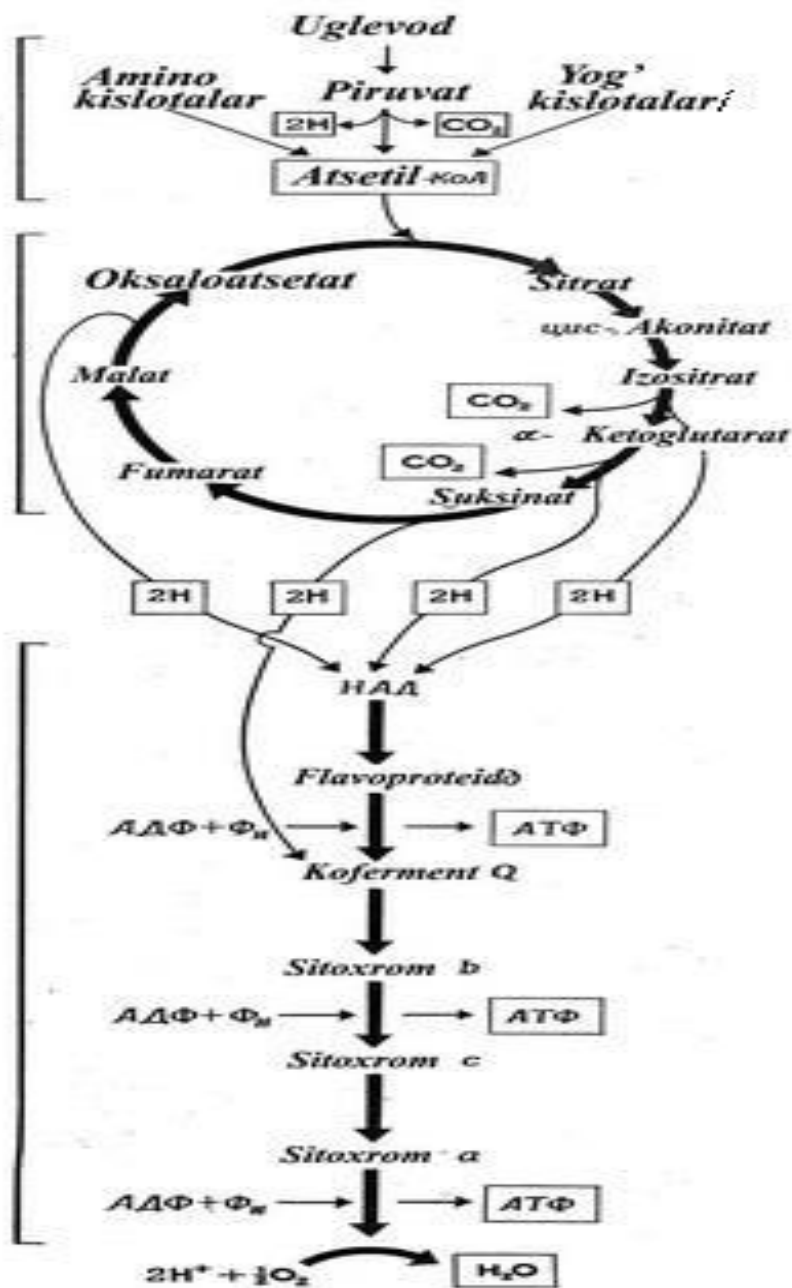 Uglevod
Amino
kislotalar
Piruvat
Yog'
kislotalar
2H
CO₂
Atsetil-КоА
Oksaloatsetat
Sitrat
цис-Akonitat
Malat
Izositrat
CO₂
α- Ketoglutarat
CO₂
Fumarat
Suksinat
2H 2H 2H 2H
НАД
Flavoproteid
АДФ+Фн АТФ
Koferment Q
Sitoxrom b
АДФ+Фн АТФ
Sitoxrom c
Sitoxrom a
АДФ+Фн АТФ
2H⁺+½O₂ H₂O